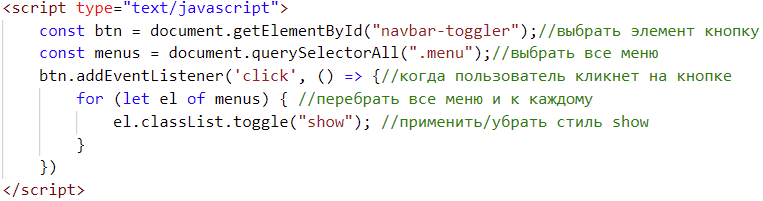 <script type="text/javascript">
const btn = document.getElementById("navbar-toggler");//выбрать элемент кнопку
const menus = document.querySelectorAll(".menu");//выбрать все меню
btn.addEventListener('click', () => {//когда пользователь кликнет на кнопке
for (let el of menus) { //перебрать все меню и к каждому
el.classList.toggle("show"); //применить/убрать стиль show
}
})
</script>